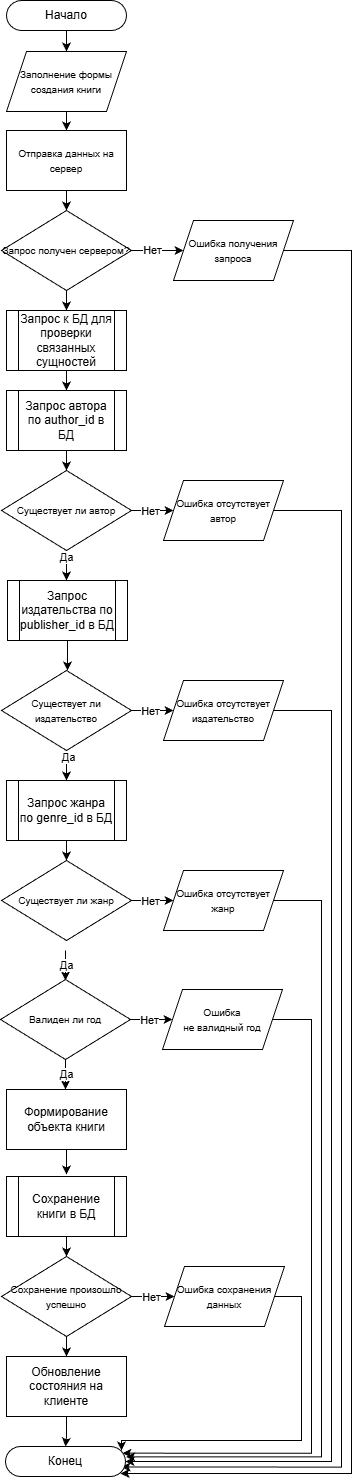 Начало
Заполнение формы
создания книги
Отправка данных на
сервер
Запрос получен сервером?
Нет
Ошибка получения
запроса
Запрос к БД для
проверки
связанных
сущностей
Запрос автора
по author_id в
БД
Существует ли автор
Нет
Ошибка отсутствует
автор
Да
Запрос
издательства по
publisher_id в БД
Существует ли
издательство
Нет
Ошибка отсутствует
издательство
Да
Запрос жанра
по genre_id в БД
Существует ли жанр
Нет
Ошибка отсутствует
жанр
Да
Валиден ли год
Нет
Ошибка
не валидный год
Да
Формирование
объекта книги
Сохранение
книги в БД
Сохранение произошло
успешно
Нет
Ошибка сохранения
данных
Обновление
состояния на
клиенте
Конец